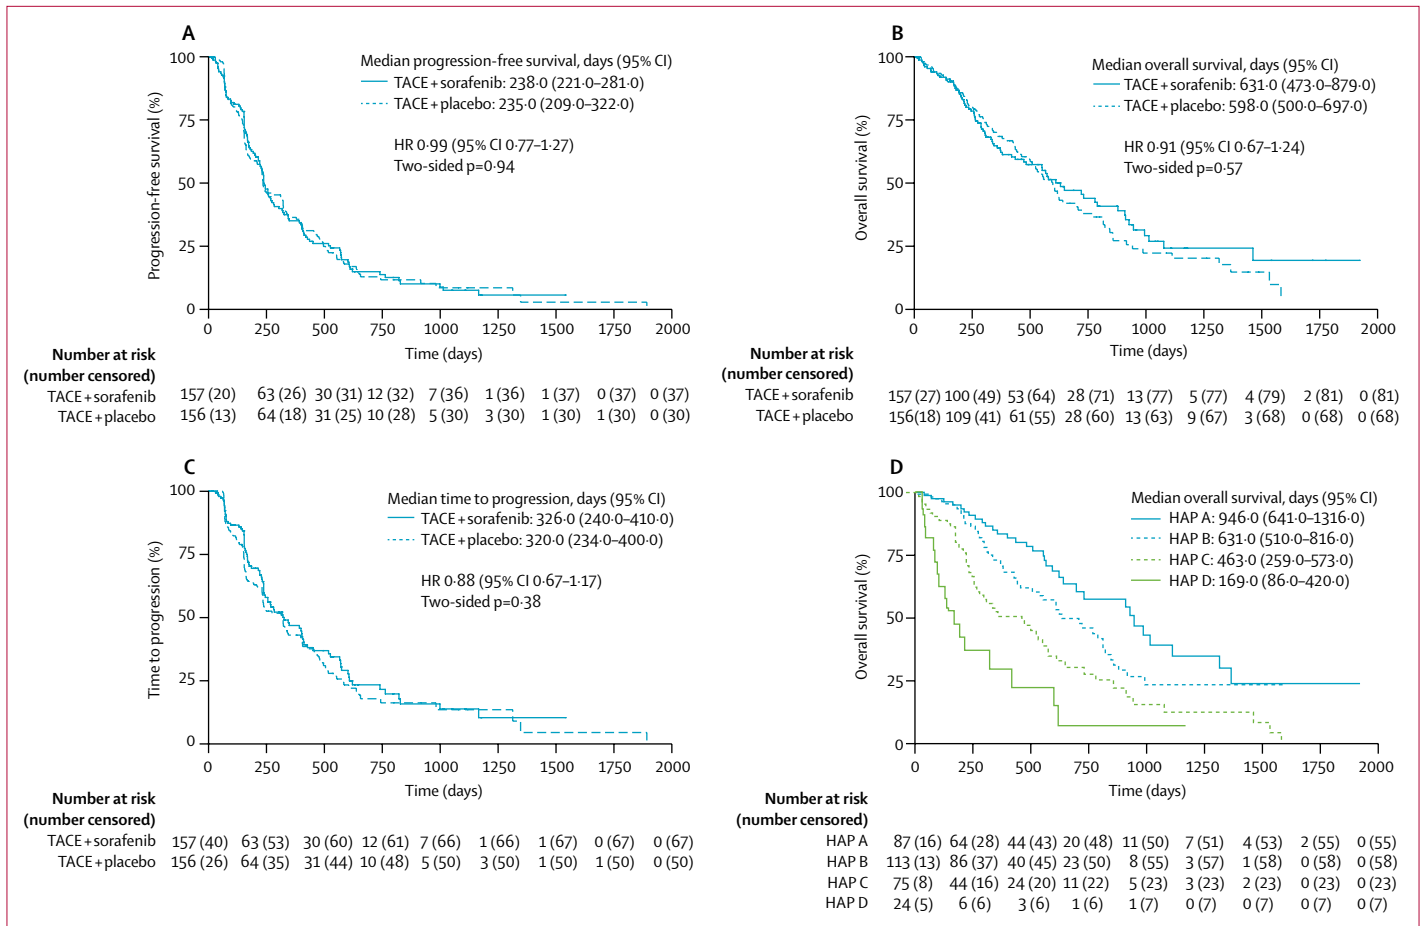 A
Median progression-free survival, days (95% CI)
TACE + sorafenib: 238·0 (221·0–281·0)
TACE + placebo: 235·0 (209·0–322·0)
HR 0·99 (95% CI 0·77–1·27)
Two-sided p=0·94
Progression-free survival (%)
100
75
50
25
0
0 250 500 750 1000 1250 1500 1750 2000
Time (days)
Number at risk
(number censored)
TACE + sorafenib 157 (20) 63 (26) 30 (31) 12 (32) 7 (36) 1 (36) 1 (37) 0 (37) 0 (37)
TACE + placebo 156 (13) 64 (18) 31 (25) 10 (28) 5 (30) 3 (30) 1 (30) 1 (30) 0 (30)
B
Median overall survival, days (95% CI)
TACE + sorafenib: 631·0 (473·0–879·0)
TACE + placebo: 598·0 (500·0–697·0)
HR 0·91 (95% CI 0·67–1·24)
Two-sided p=0·57
Overall survival (%)
100
75
50
25
0
0 250 500 750 1000 1250 1500 1750 2000
Time (days)
Number at risk
(number censored)
TACE + sorafenib 157 (27) 100 (49) 53 (64) 28 (71) 13 (77) 5 (77) 4 (79) 2 (81) 0 (81)
TACE + placebo 156 (18) 109 (41) 61 (55) 28 (60) 13 (63) 9 (67) 3 (68) 0 (68) 0 (68)
C
Median time to progression, days (95% CI)
TACE + sorafenib: 326·0 (240·0–410·0)
TACE + placebo: 320·0 (234·0–400·0)
HR 0·88 (95% CI 0·67–1·17)
Two-sided p=0·38
Time to progression (%)
100
75
50
25
0
0 250 500 750 1000 1250 1500 1750 2000
Time (days)
Number at risk
(number censored)
TACE + sorafenib 157 (40) 63 (53) 30 (60) 12 (61) 7 (66) 1 (66) 1 (67) 0 (67) 0 (67)
TACE + placebo 156 (26) 64 (35) 31 (44) 10 (48) 5 (50) 3 (50) 1 (50) 1 (50) 0 (50)
D
Median overall survival, days (95% CI)
HAP A: 946·0 (641·0–1316·0)
HAP B: 631·0 (510·0–816·0)
HAP C: 463·0 (259·0–573·0)
HAP D: 169·0 (86·0–420·0)
Overall survival (%)
100
75
50
25
0
0 250 500 750 1000 1250 1500 1750 2000
Time (days)
Number at risk
(number censored)
HAP A 87 (16) 64 (28) 44 (43) 20 (48) 11 (50) 7 (51) 4 (53) 2 (55) 0 (55)
HAP B 113 (13) 86 (37) 40 (45) 23 (50) 8 (55) 3 (57) 1 (58) 0 (58) 0 (58)
HAP C 75 (8) 44 (16) 24 (20) 11 (22) 5 (23) 3 (23) 2 (23) 0 (23) 0 (23)
HAP D 24 (5) 6 (6) 3 (6) 1 (6) 1 (7) 0 (7) 0 (7) 0 (7) 0 (7)